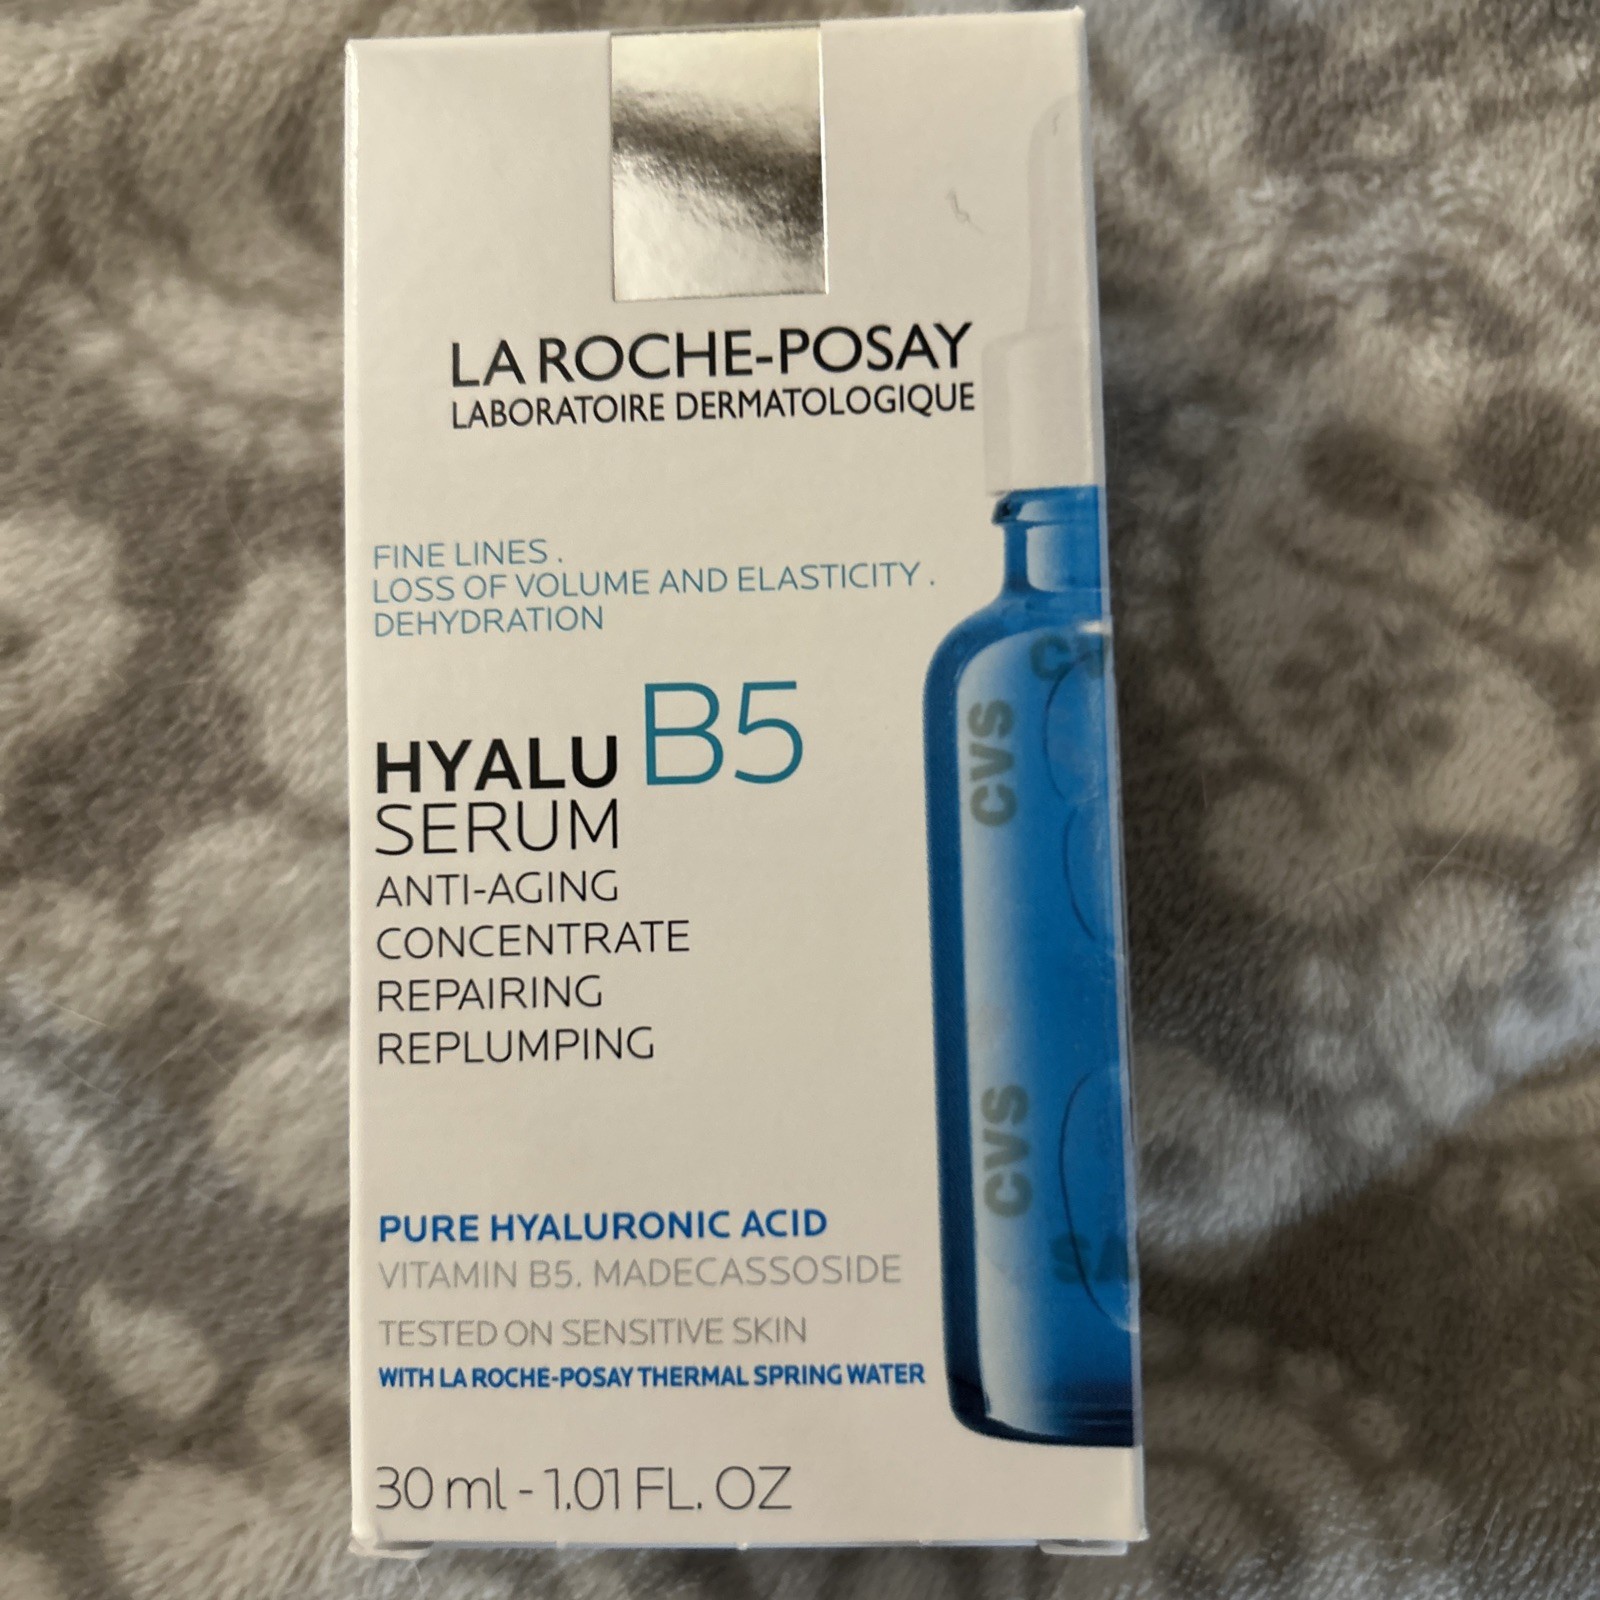 LA ROCHE-POSAY
LABORATOIRE DERMATOLOGIQUE
FINE LINES .
LOSS OF VOLUME AND ELASTICITY .
DEHYDRATION
HYALU B5
SERUM
ANTI-AGING
CONCENTRATE
REPAIRING
REPLUMPING
PURE HYALURONIC ACID
VITAMIN B5. MADECASSOSIDE
TESTED ON SENSITIVE SKIN
WITH LA ROCHE-POSAY THERMAL SPRING WATER
30 ml - 1.01 FL. OZ
CVS
CVS